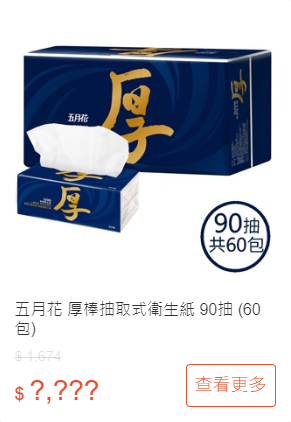 厚
五月花
厚
90抽
共60包
五月花 厚棒抽取式衛生紙 90抽 (60
包)
$ 1,674
$ ?,???
查看更多